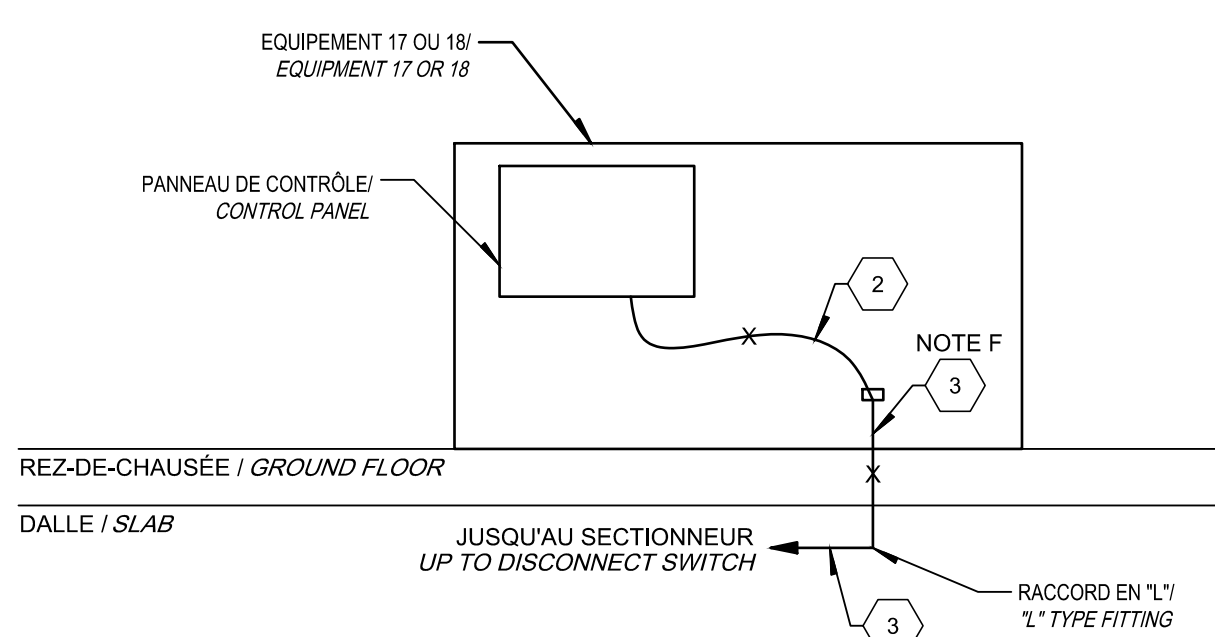 EQUIPEMENT 17 OU 18/
EQUIPMENT 17 OR 18
PANNEAU DE CONTRÔLE/
CONTROL PANEL
2
NOTE F
3
X
X
REZ-DE-CHAUSÉE / GROUND FLOOR
DALLE / SLAB
JUSQU'AU SECTIONNEUR
UP TO DISCONNECT SWITCH
RACCORD EN "L"/
"L" TYPE FITTING
3